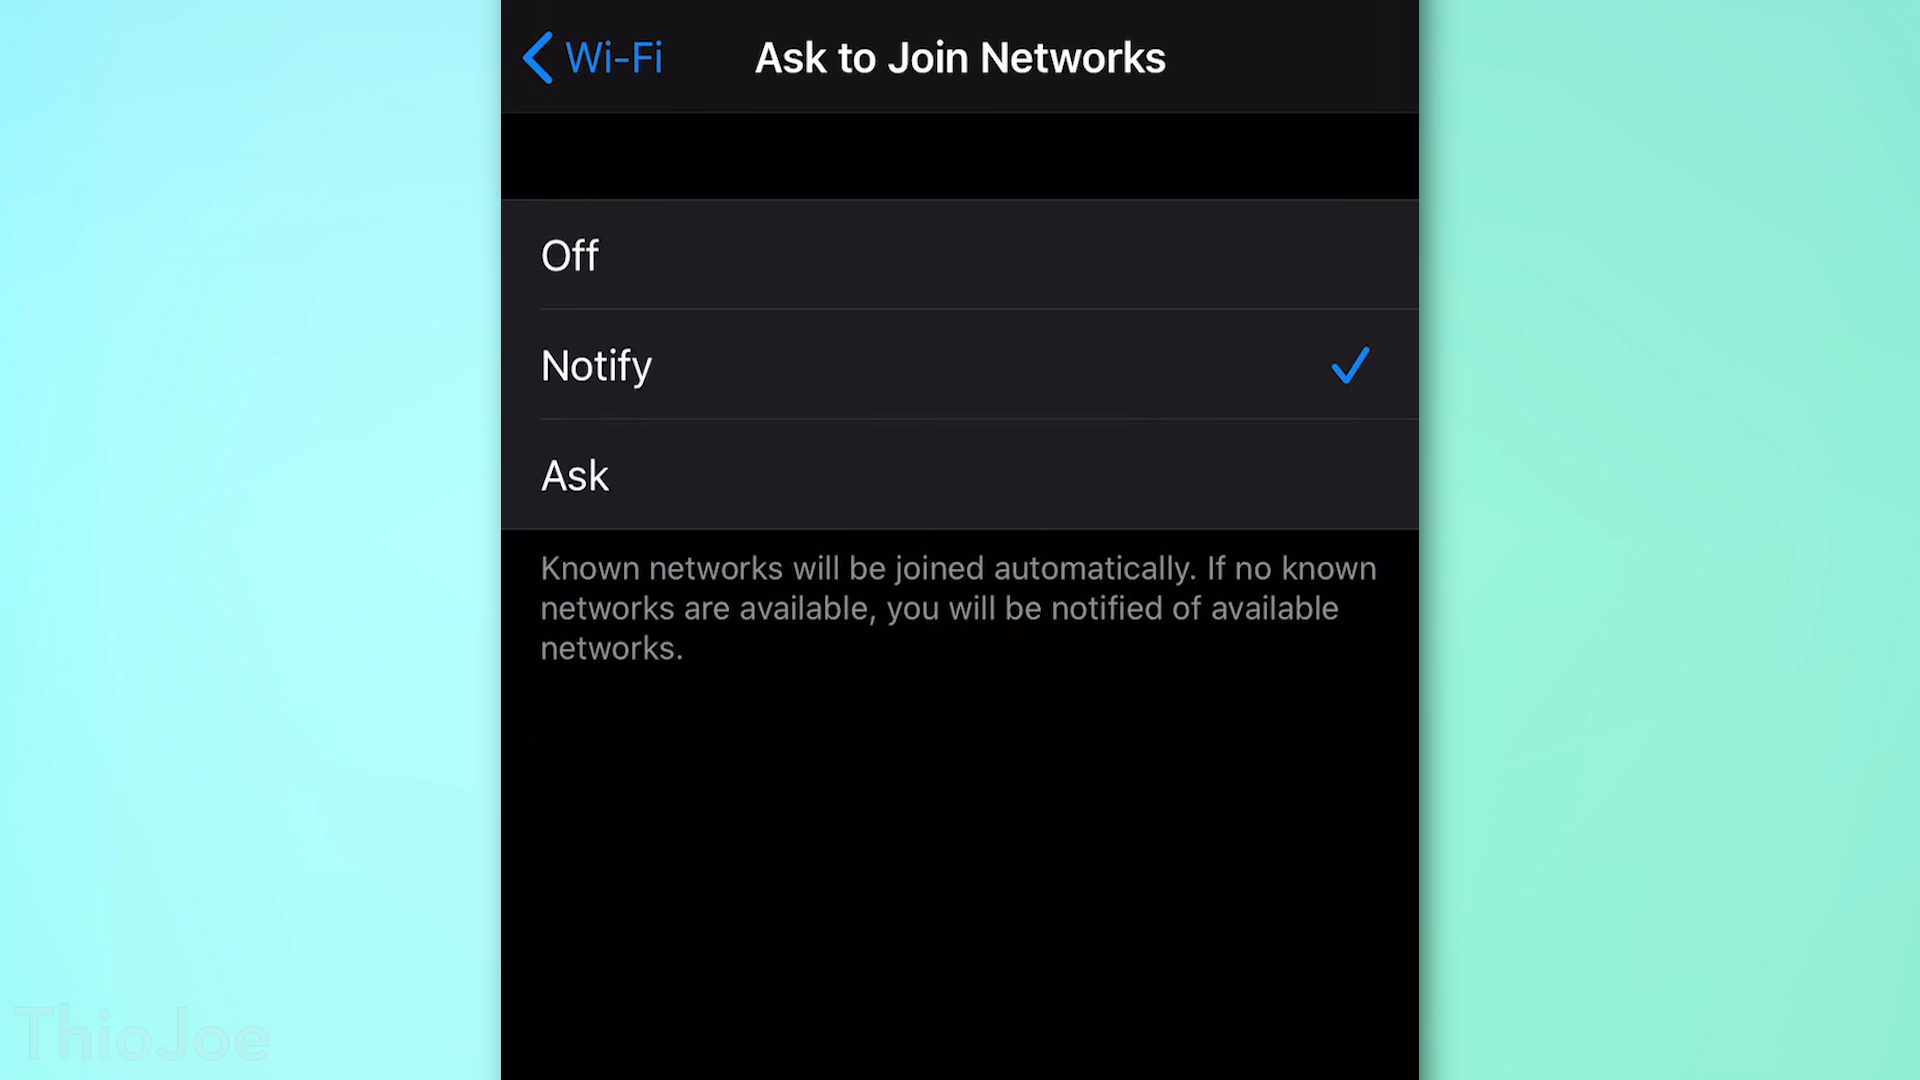 Wi-Fi
Ask to Join Networks
Off
Notify
Ask
Known networks will be joined automatically. If no known
networks are available, you will be notified of available
networks.
ThioJoe